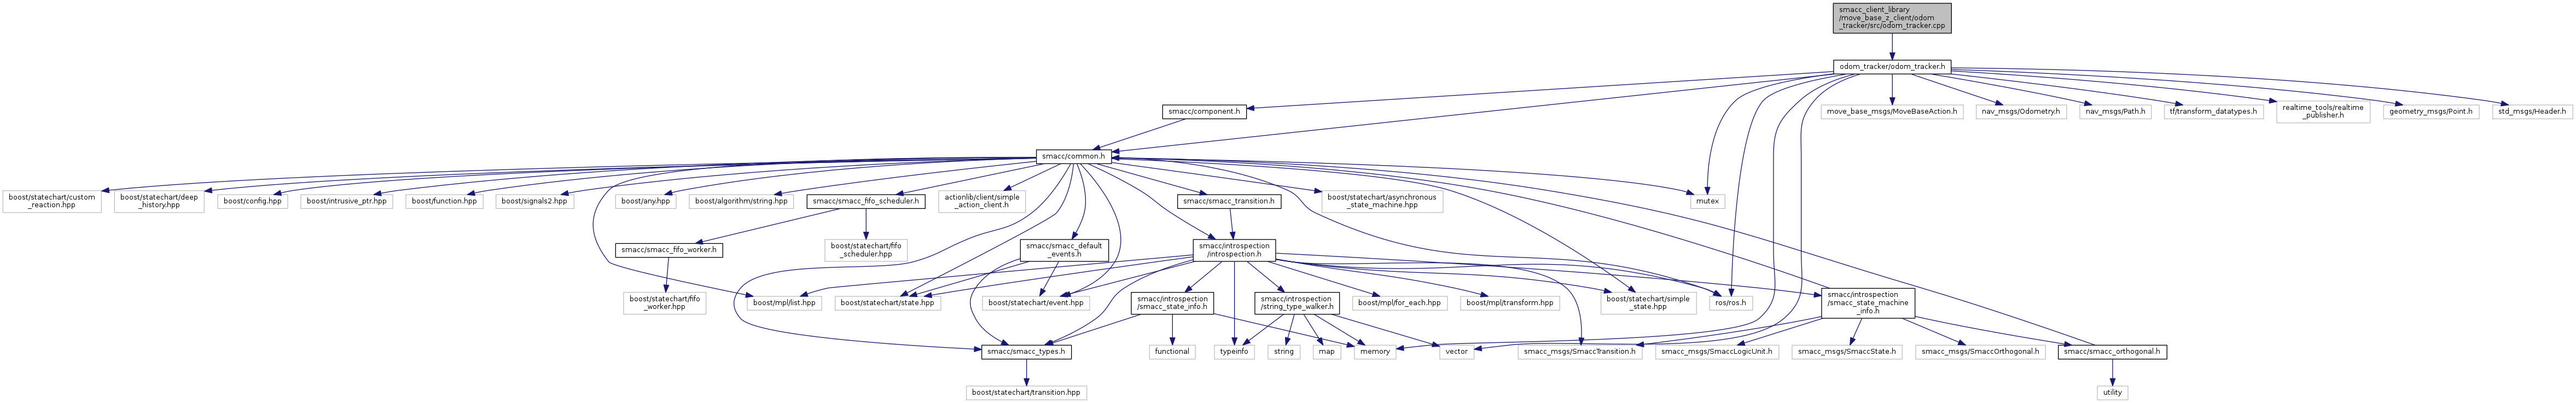 smacc_client_library
/move_base_z_client/odom
_tracker/src/odom_tracker.cpp
odom_tracker/odom_tracker.h
smacc/component.h
move_base_msgs/MoveBaseAction.h
nav_msgs/Odometry.h
nav_msgs/Path.h
tf/transform_datatypes.h
realtime_tools/realtime
_publisher.h
geometry_msgs/Point.h
std_msgs/Header.h
smacc/common.h
boost/statechart/custom
_reaction.hpp
boost/statechart/deep
_history.hpp
boost/config.hpp
boost/intrusive_ptr.hpp
boost/function.hpp
boost/signals2.hpp
boost/any.hpp
boost/algorithm/string.hpp
smacc/smacc_fifo_scheduler.h
actionlib/client/simple
_action_client.h
smacc/smacc_transition.h
boost/statechart/asynchronous
_state_machine.hpp
mutex
smacc/smacc_fifo_worker.h
boost/statechart/fifo
_scheduler.hpp
smacc/smacc_default
_events.h
smacc/introspection
/introspection.h
boost/statechart/fifo
_worker.hpp
boost/mpl/list.hpp
boost/statechart/state.hpp
boost/statechart/event.hpp
smacc/introspection
/smacc_state_info.h
smacc/introspection
/string_type_walker.h
boost/mpl/for_each.hpp
boost/mpl/transform.hpp
boost/statechart/simple
_state.hpp
ros/ros.h
smacc/introspection
/smacc_state_machine
_info.h
smacc/smacc_types.h
functional
typeinfo
string
map
memory
vector
smacc_msgs/SmaccTransition.h
smacc_msgs/SmaccLogicUnit.h
smacc_msgs/SmaccState.h
smacc_msgs/SmaccOrthogonal.h
smacc/smacc_orthogonal.h
boost/statechart/transition.hpp
utility